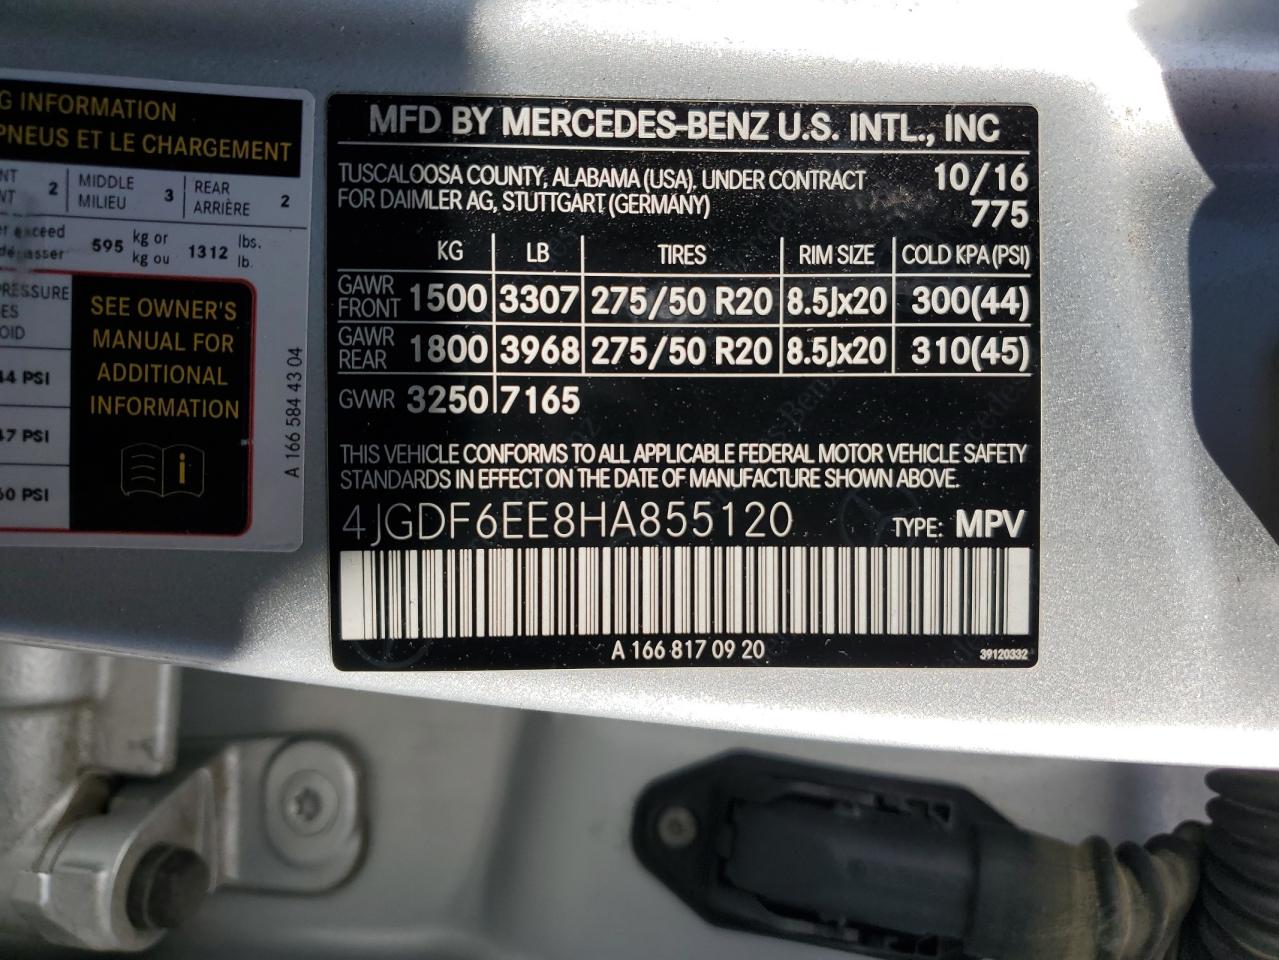 G INFORMATION
PNEUS ET LE CHARGEMENT
NT 2 MIDDLE 3 REAR 2
NT MILIEU ARRIÈRE
exceed 595 kg or 1312 lbs.
kg ou lb.
PRESSURE
ES
OID
44 PSI
47 PSI
60 PSI
SEE OWNER'S
MANUAL FOR
ADDITIONAL
INFORMATION
i
A 166 584 43 04
MFD BY MERCEDES-BENZ U.S. INTL., INC
TUSCALOOSA COUNTY, ALABAMA (USA). UNDER CONTRACT 10/16
FOR DAIMLER AG, STUTTGART (GERMANY) 775
KG LB TIRES RIM SIZE COLD KPA (PSI)
GAWR FRONT 1500 3307 275/50 R20 8.5Jx20 300(44)
GAWR REAR 1800 3968 275/50 R20 8.5Jx20 310(45)
GVWR 3250 7165
THIS VEHICLE CONFORMS TO ALL APPLICABLE FEDERAL MOTOR VEHICLE SAFETY
STANDARDS IN EFFECT ON THE DATE OF MANUFACTURE SHOWN ABOVE.
4JGDF6EE8HA855120 TYPE: MPV
A 166 817 09 20
39120332